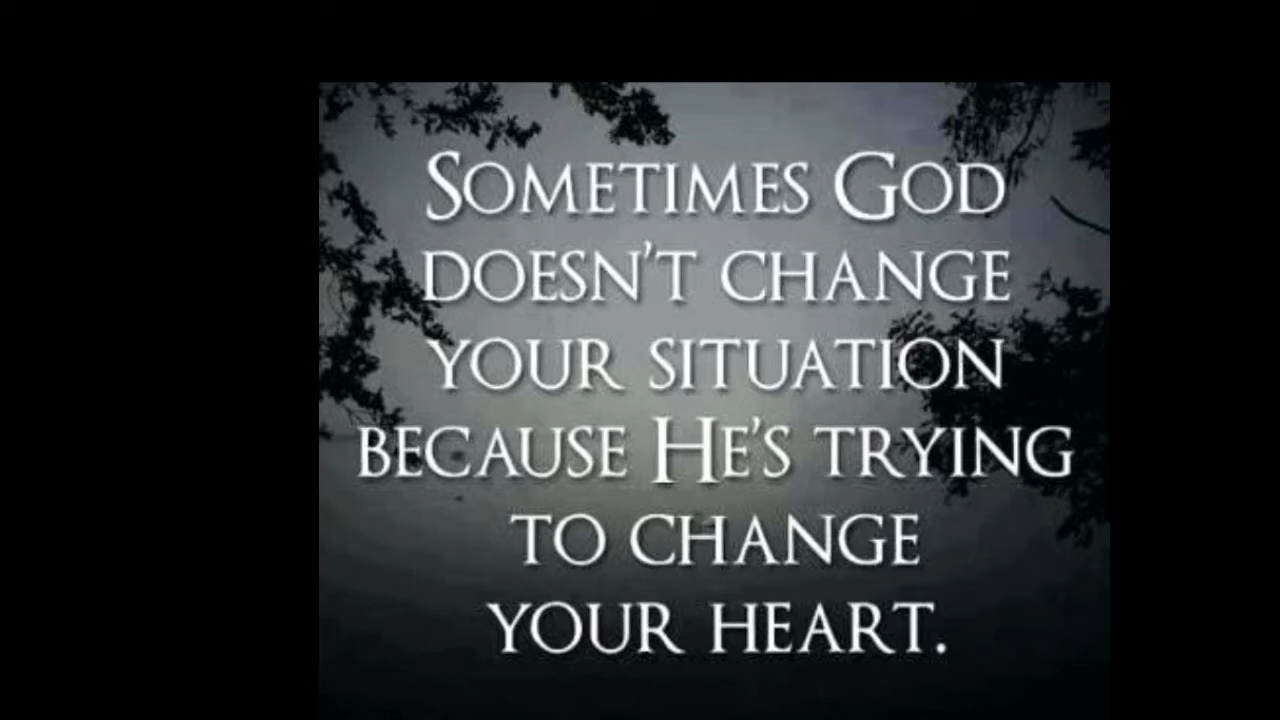 Sometimes God
doesn't change
your situation
because He's trying
to change
your heart.